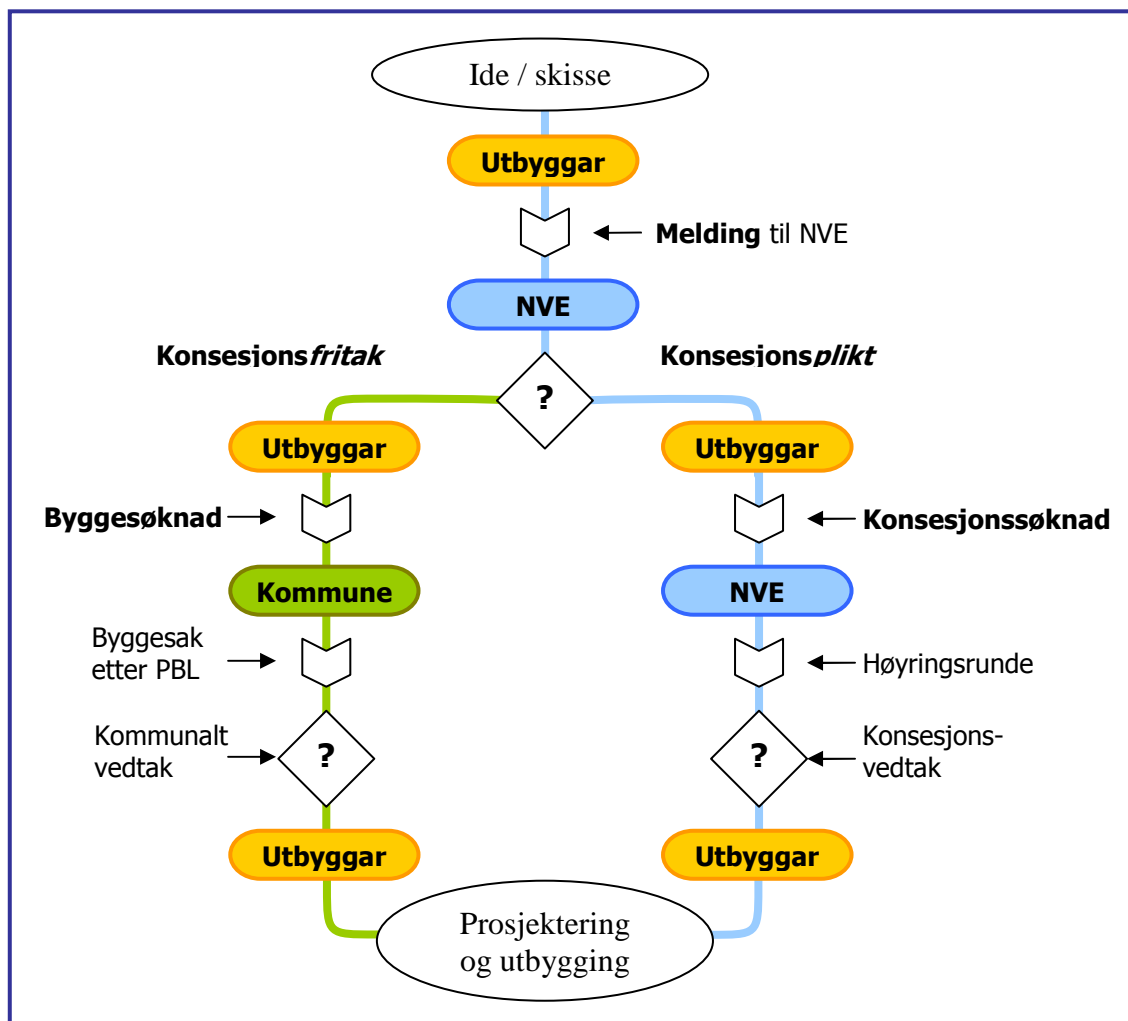 Ide / skisse
Utbyggar
Melding til NVE
NVE
Konsesjonsfritak
Konsesjonsplikt
?
Utbyggar
Utbyggar
Byggesøknad
Konsesjonssøknad
Kommune
NVE
Byggesak
etter PBL
Høyringsrunde
Kommunalt
vedtak
?
?
Konsesjons-
vedtak
Utbyggar
Utbyggar
Prosjektering
og utbygging